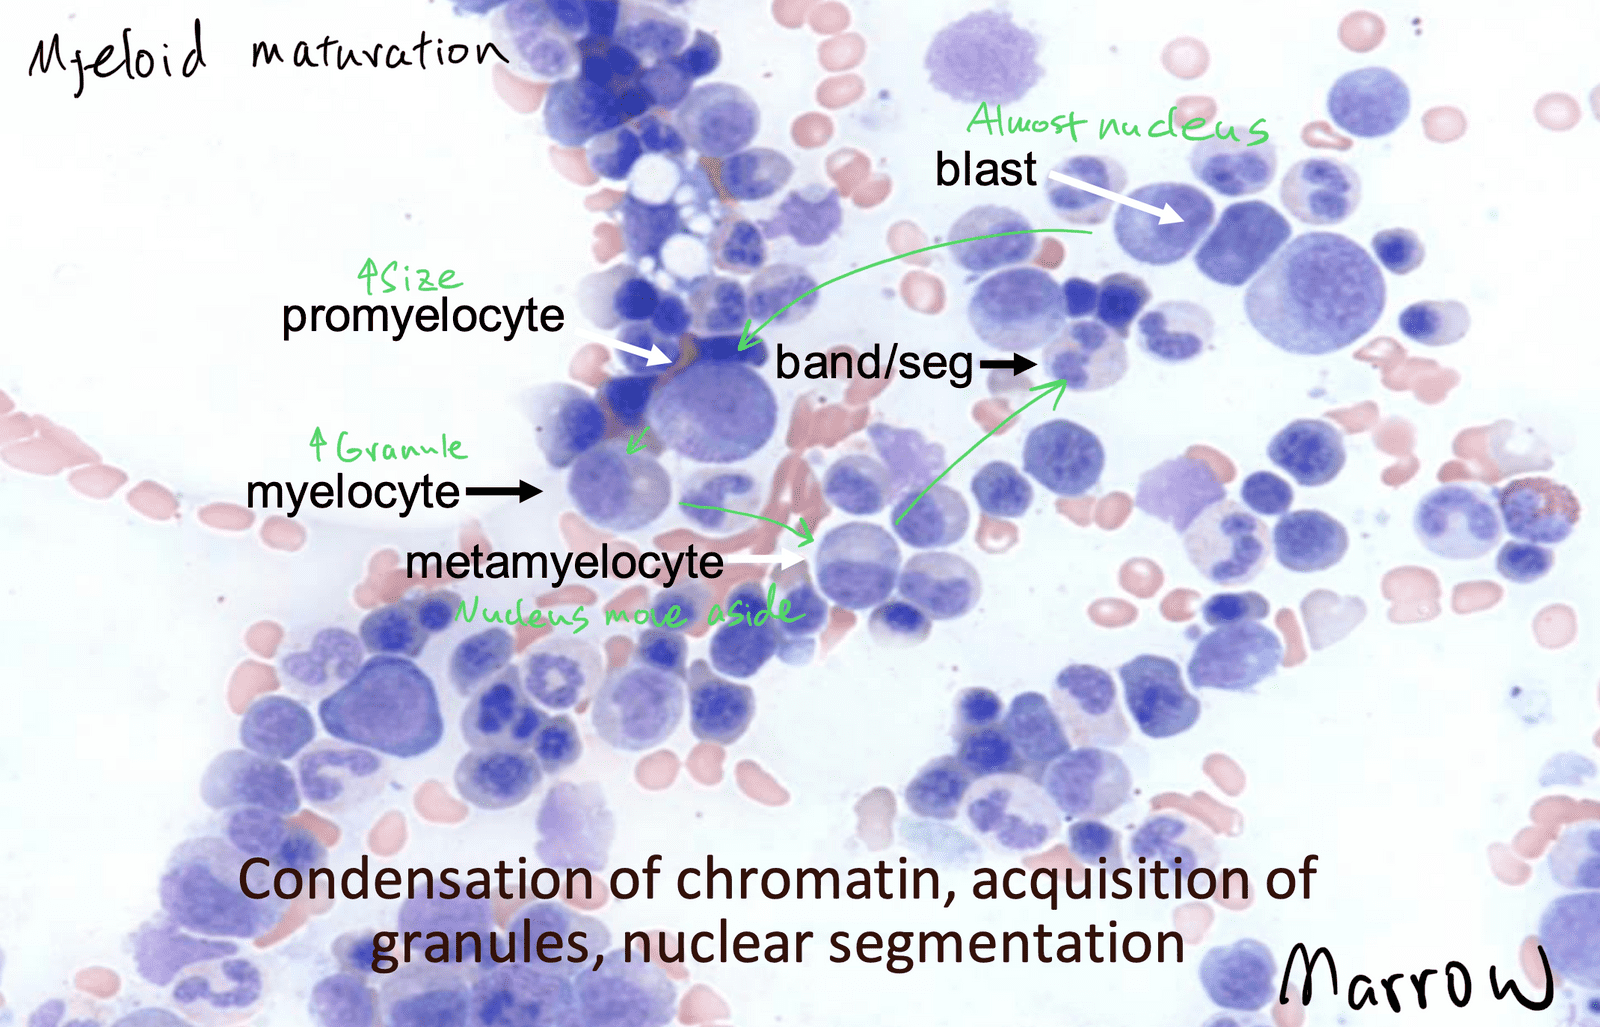 Myeloid maturation
Almost nucleus
blast
↑ Size
promyelocyte
band/seg
↑ Granule
myelocyte
metamyelocyte
Nucleus move aside
Condensation of chromatin, acquisition of
granules, nuclear segmentation
Marrow